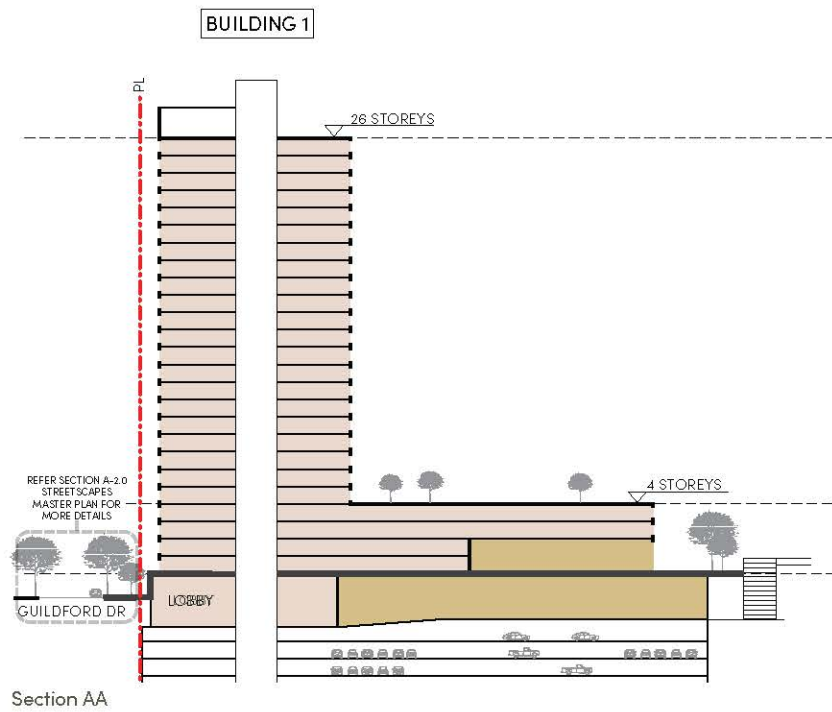 BUILDING 1
PL
26 STOREYS
REFER SECTION A-2.0
STREETSCAPES
MASTER PLAN FOR
MORE DETAILS
4 STOREYS
GUILDFORD DR
LOBBY
Section AA